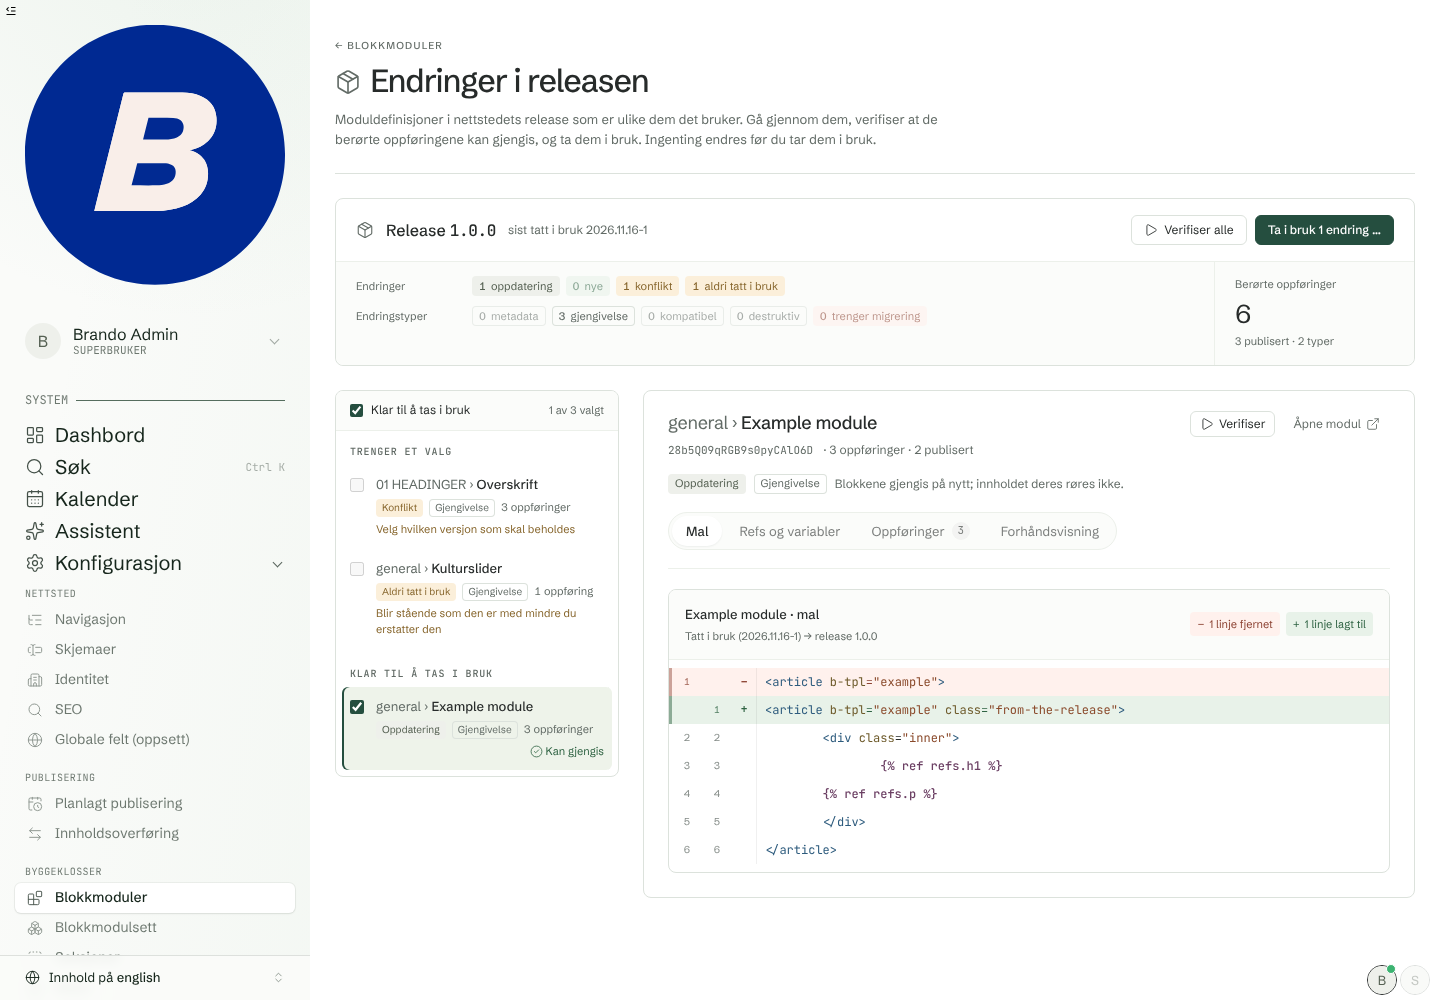 B
B
Brando Admin
SUPERBRUKER
SYSTEM
Dashbord
Søk
Ctrl K
Kalender
Assistent
Konfigurasjon
NETTSTED
Navigasjon
Skjemaer
Identitet
SEO
Globale felt (oppsett)
PUBLISERING
Planlagt publisering
Innholdsoverføring
BYGGEKLOSSER
Blokkmoduler
Blokkmodulsett
Innhold på english
← BLOKKMODULER
Endringer i releasen
Moduldefinisjoner i nettstedets release som er ulike dem det bruker. Gå gjennom dem, verifiser at de
berørte oppføringene kan gjengis, og ta dem i bruk. Ingenting endres før du tar dem i bruk.
Release 1.0.0 sist tatt i bruk 2026.11.16-1
Verifiser alle
Ta i bruk 1 endring ...
Endringer
1 oppdatering
0 nye
1 konflikt
1 aldri tatt i bruk
Endringstyper
0 metadata
3 gjengivelse
0 kompatibel
0 destruktiv
0 trenger migrering
Berørte oppføringer
6
3 publisert · 2 typer
Klar til å tas i bruk
1 av 3 valgt
TRENGER ET VALG
01 HEADINGER › Overskrift
Konflikt
Gjengivelse
3 oppføringer
Velg hvilken versjon som skal beholdes
general › Kulturslider
Aldri tatt i bruk
Gjengivelse
1 oppføring
Blir stående som den er med mindre du
erstatter den
KLAR TIL Å TAS I BRUK
general › Example module
Oppdatering
Gjengivelse
3 oppføringer
Kan gjengis
general › Example module
Verifiser
Åpne modul
28b5Q09qRGB9s0pyCAlO6D · 3 oppføringer · 2 publisert
Oppdatering
Gjengivelse
Blokkene gjengis på nytt; innholdet deres røres ikke.
Mal
Refs og variabler
Oppføringer 3
Forhåndsvisning
Example module · mal
Tatt i bruk (2026.11.16-1) → release 1.0.0
− 1 linje fjernet
+ 1 linje lagt til
1 − <article b-tpl="example">
1 + <article b-tpl="example" class="from-the-release">
2 2 <div class="inner">
3 3 {% ref refs.h1 %}
4 4 {% ref refs.p %}
5 5 </div>
6 6 </article>
B
S